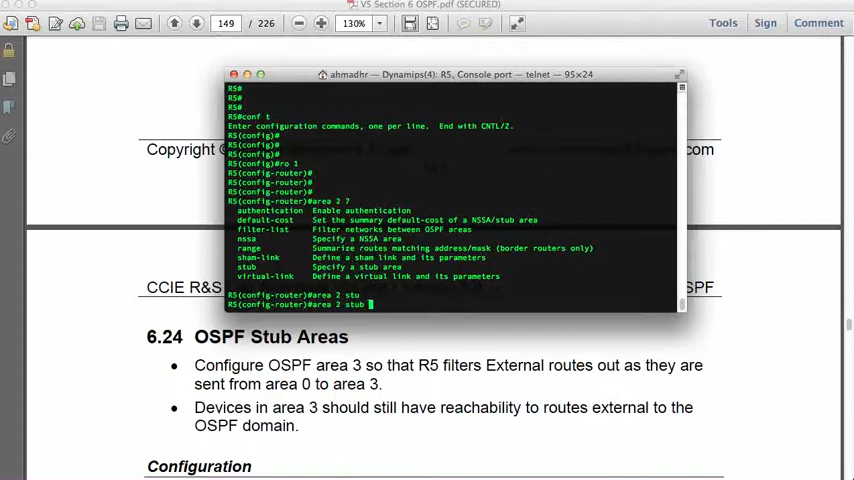 V5 Section 6 OSPF.pdf (SECURED)
149 / 226
130%
Tools Sign Comment
ahmadhr — Dynamips(4): R5, Console port — telnet — 95×24
R5#
R5#
R5#
R5#conf t
Enter configuration commands, one per line. End with CNTL/Z.
R5(config)#
R5(config)#
R5(config)#
R5(config)#ro 1
R5(config-router)#
R5(config-router)#
R5(config-router)#
R5(config-router)#area 2 ?
authentication Enable authentication
default-cost Set the summary default-cost of a NSSA/stub area
filter-list Filter networks between OSPF areas
nssa Specify a NSSA area
range Summarize routes matching address/mask (border routers only)
sham-link Define a sham link and its parameters
stub Specify a stub area
virtual-link Define a virtual link and its parameters
R5(config-router)#area 2 stu
R5(config-router)#area 2 stub
Copyright ©
com
CCIE R&S
PF
6.24 OSPF Stub Areas
• Configure OSPF area 3 so that R5 filters External routes out as they are
sent from area 0 to area 3.
• Devices in area 3 should still have reachability to routes external to the
OSPF domain.
Configuration